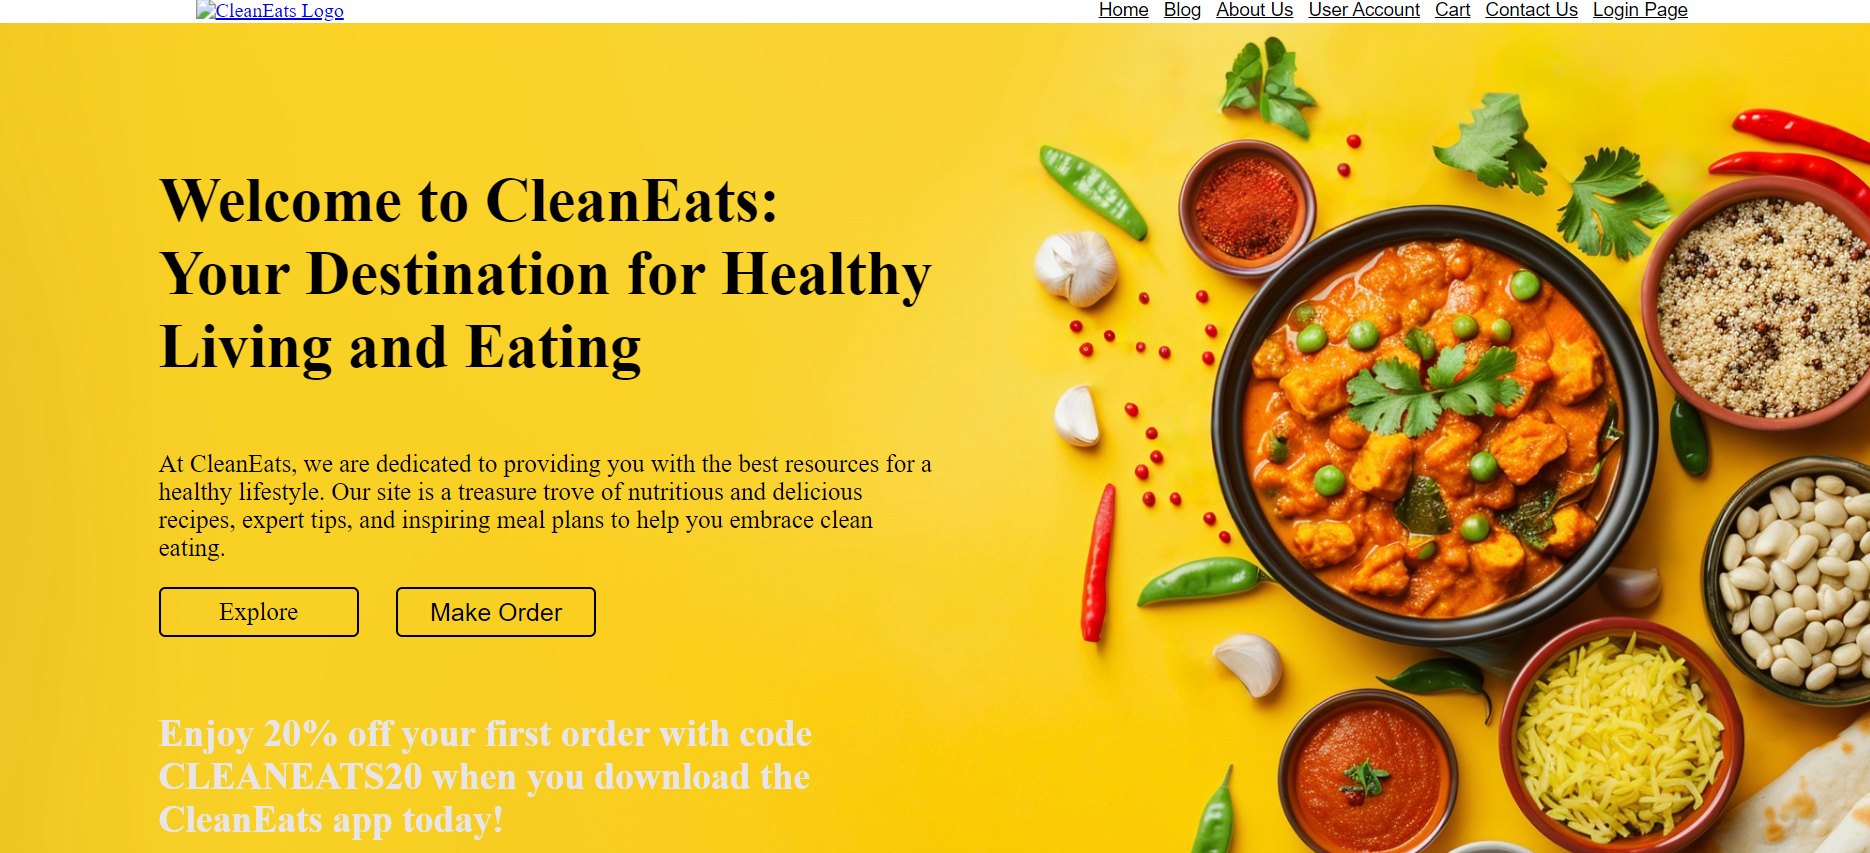 CleanEats Logo
Home Blog About Us User Account Cart Contact Us Login Page
Welcome to CleanEats:
Your Destination for Healthy
Living and Eating
At CleanEats, we are dedicated to providing you with the best resources for a
healthy lifestyle. Our site is a treasure trove of nutritious and delicious
recipes, expert tips, and inspiring meal plans to help you embrace clean
eating.
Explore Make Order
Enjoy 20% off your first order with code
CLEANEATS20 when you download the
CleanEats app today!